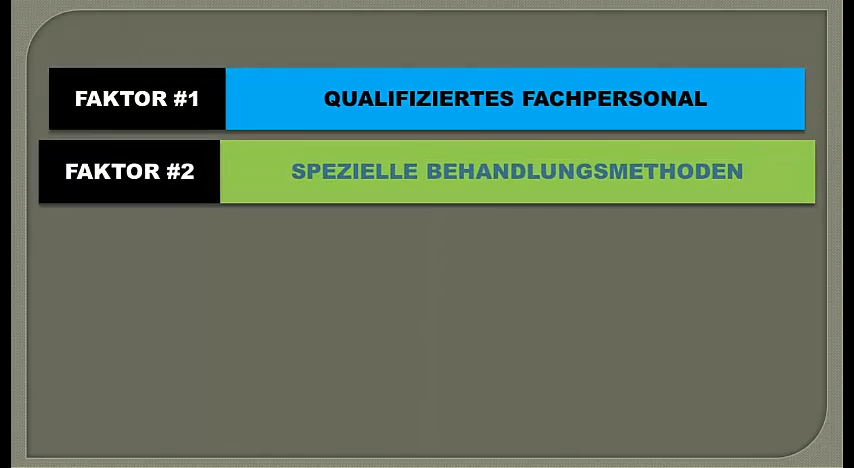 FAKTOR #1 QUALIFIZIERTES FACHPERSONAL
FAKTOR #2 SPEZIELLE BEHANDLUNGSMETHODEN